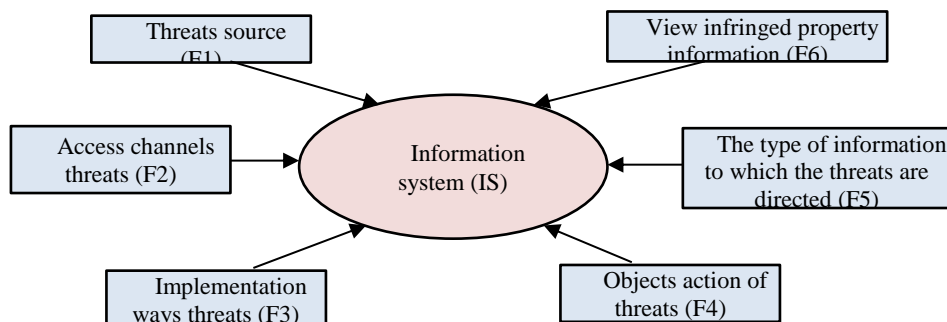 Threats source
(F1)
View infringed property
information (F6)
Access channels
threats (F2)
Information
system (IS)
The type of information
to which the threats are
directed (F5)
Implementation
ways threats (F3)
Objects action of
threats (F4)